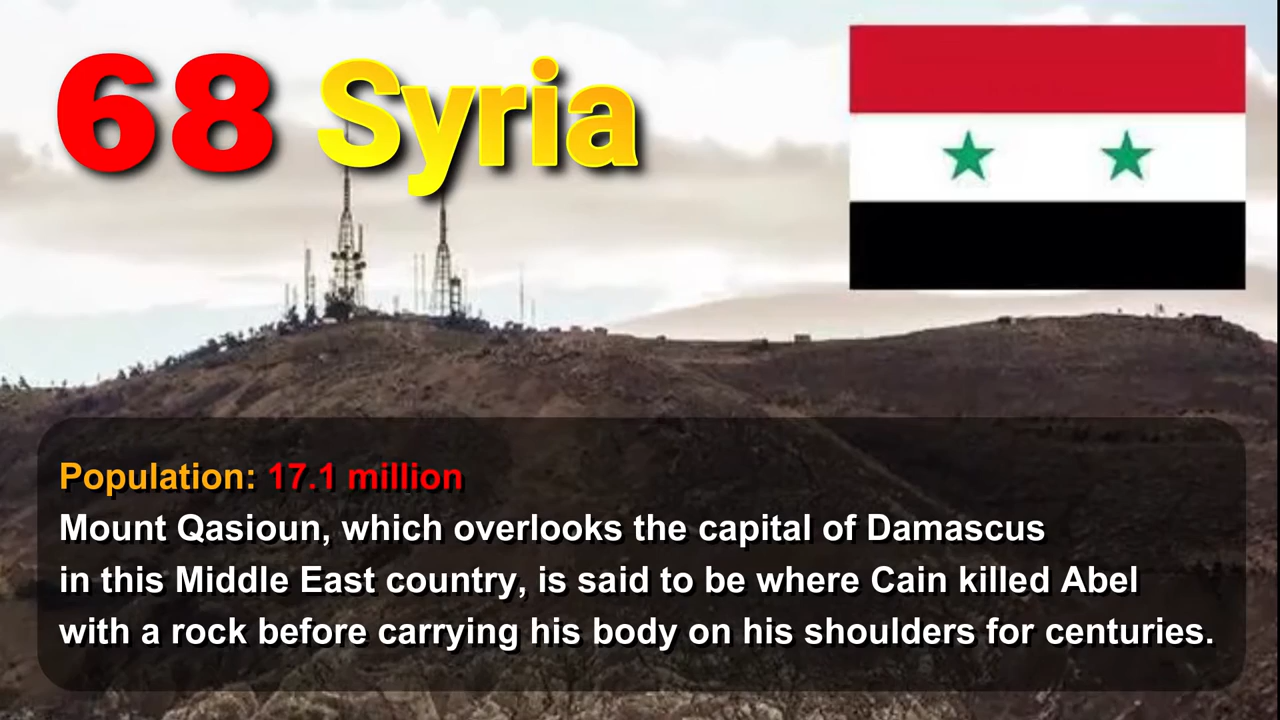 68 Syria
Population: 17.1 million
Mount Qasioun, which overlooks the capital of Damascus
in this Middle East country, is said to be where Cain killed Abel
with a rock before carrying his body on his shoulders for centuries.